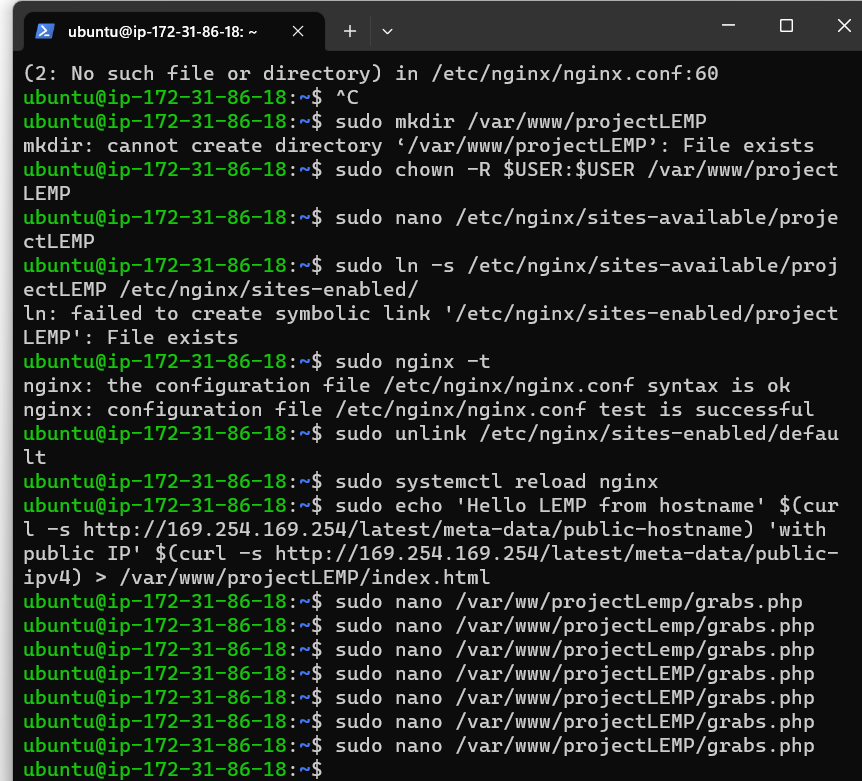 ubuntu@ip-172-31-86-18: ~
(2: No such file or directory) in /etc/nginx/nginx.conf:60
ubuntu@ip-172-31-86-18:~$ ^C
ubuntu@ip-172-31-86-18:~$ sudo mkdir /var/www/projectLEMP
mkdir: cannot create directory ‘/var/www/projectLEMP’: File exists
ubuntu@ip-172-31-86-18:~$ sudo chown -R $USER:$USER /var/www/project
LEMP
ubuntu@ip-172-31-86-18:~$ sudo nano /etc/nginx/sites-available/proje
ctLEMP
ubuntu@ip-172-31-86-18:~$ sudo ln -s /etc/nginx/sites-available/proj
ectLEMP /etc/nginx/sites-enabled/
ln: failed to create symbolic link '/etc/nginx/sites-enabled/project
LEMP': File exists
ubuntu@ip-172-31-86-18:~$ sudo nginx -t
nginx: the configuration file /etc/nginx/nginx.conf syntax is ok
nginx: configuration file /etc/nginx/nginx.conf test is successful
ubuntu@ip-172-31-86-18:~$ sudo unlink /etc/nginx/sites-enabled/defau
lt
ubuntu@ip-172-31-86-18:~$ sudo systemctl reload nginx
ubuntu@ip-172-31-86-18:~$ sudo echo 'Hello LEMP from hostname' $(cur
l -s http://169.254.169.254/latest/meta-data/public-hostname) 'with
public IP' $(curl -s http://169.254.169.254/latest/meta-data/public-
ipv4) > /var/www/projectLEMP/index.html
ubuntu@ip-172-31-86-18:~$ sudo nano /var/ww/projectLemp/grabs.php
ubuntu@ip-172-31-86-18:~$ sudo nano /var/www/projectLemp/grabs.php
ubuntu@ip-172-31-86-18:~$ sudo nano /var/www/projectLemp/grabs.php
ubuntu@ip-172-31-86-18:~$ sudo nano /var/www/projectLEMP/grabs.php
ubuntu@ip-172-31-86-18:~$ sudo nano /var/www/projectLEMP/grabs.php
ubuntu@ip-172-31-86-18:~$ sudo nano /var/www/projectLEMP/grabs.php
ubuntu@ip-172-31-86-18:~$ sudo nano /var/www/projectLEMP/grabs.php
ubuntu@ip-172-31-86-18:~$